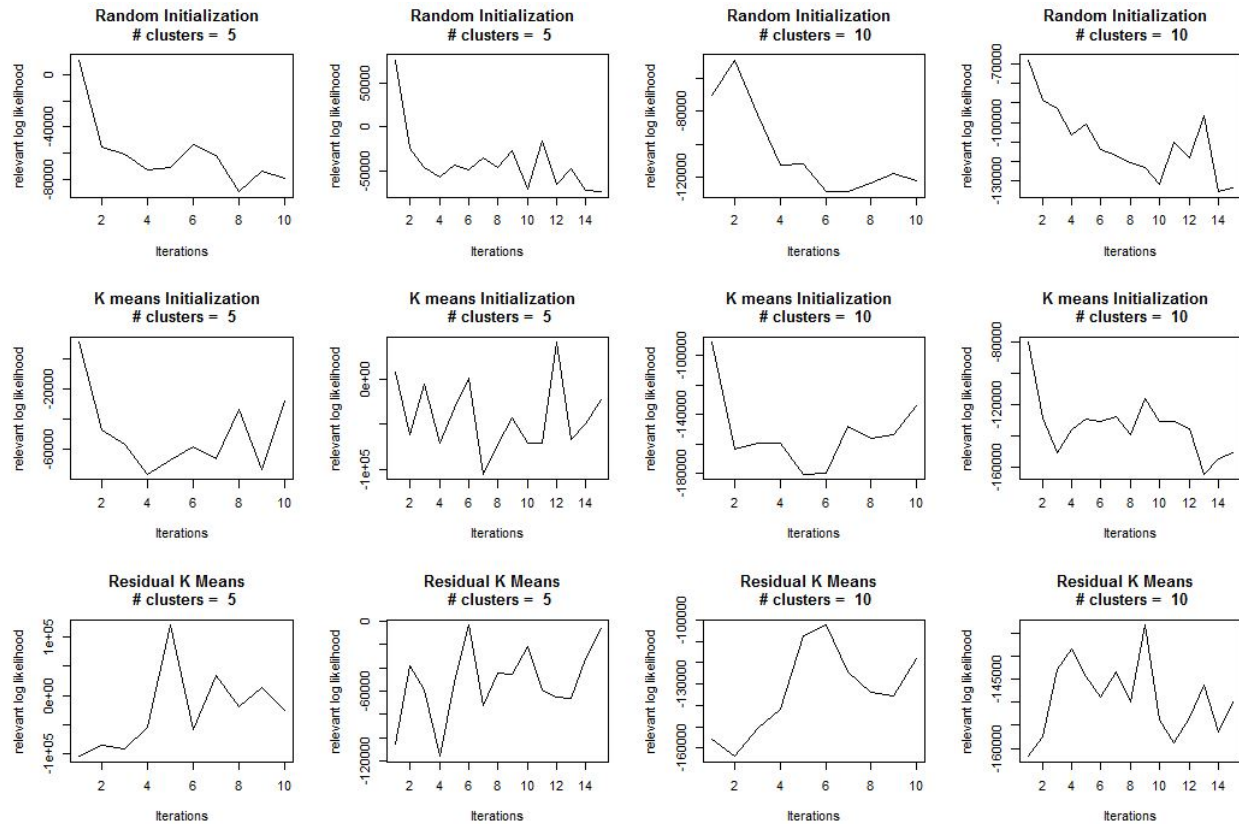 Random Initialization
# clusters = 5
relevant log likelihood
-80000 -40000 0
2 4 6 8 10
Iterations
Random Initialization
# clusters = 5
relevant log likelihood
-50000 0 50000
2 4 6 8 10 12 14
Iterations
Random Initialization
# clusters = 10
relevant log likelihood
-120000 -80000
2 4 6 8 10
Iterations
Random Initialization
# clusters = 10
relevant log likelihood
-130000 -100000 -70000
2 4 6 8 10 12 14
Iterations
K means Initialization
# clusters = 5
relevant log likelihood
-60000 -20000
2 4 6 8 10
Iterations
K means Initialization
# clusters = 5
relevant log likelihood
-1e+05 0e+00
2 4 6 8 10 12 14
Iterations
K means Initialization
# clusters = 10
relevant log likelihood
-180000 -140000 -100000
2 4 6 8 10
Iterations
K means Initialization
# clusters = 10
relevant log likelihood
-160000 -120000 -80000
2 4 6 8 10 12 14
Iterations
Residual K Means
# clusters = 5
relevant log likelihood
-1e+05 0e+00 1e+05
2 4 6 8 10
Iterations
Residual K Means
# clusters = 5
relevant log likelihood
-120000 -60000 0
2 4 6 8 10 12 14
Iterations
Residual K Means
# clusters = 10
relevant log likelihood
-160000 -130000 -100000
2 4 6 8 10
Iterations
Residual K Means
# clusters = 10
relevant log likelihood
-160000 -145000
2 4 6 8 10 12 14
Iterations